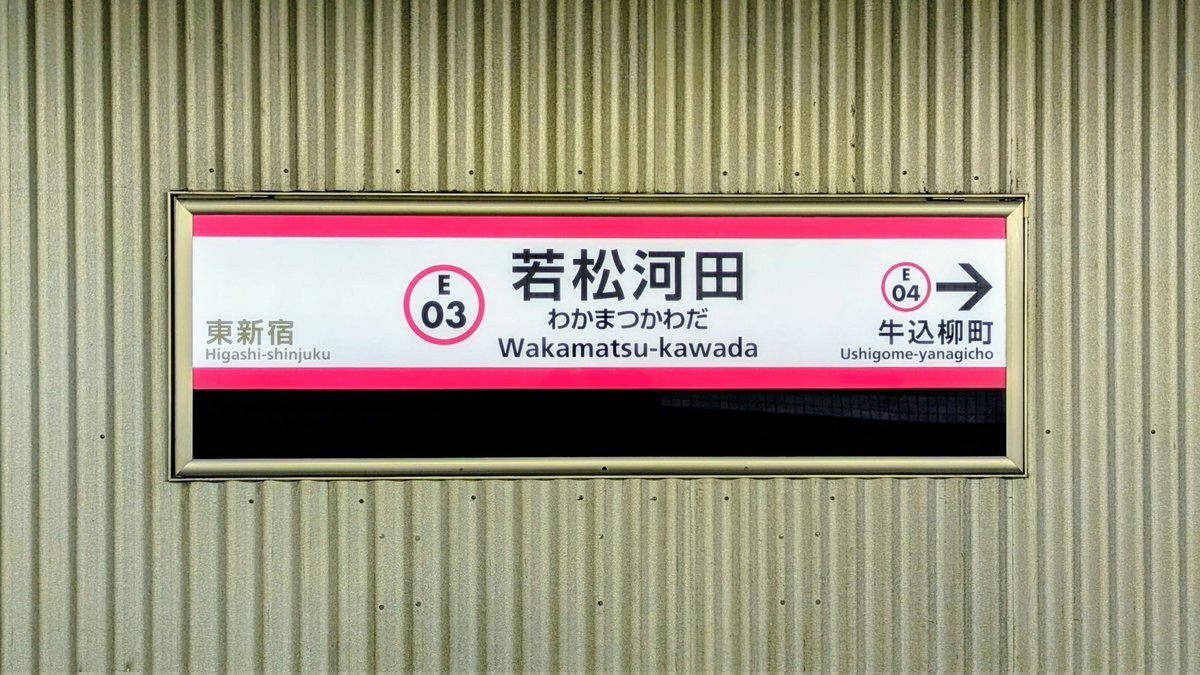 東新宿
Higashi-shinjuku
E
03
若松河田
わかまつかわだ
Wakamatsu-kawada
E
04
→
牛込柳町
Ushigome-yanagicho